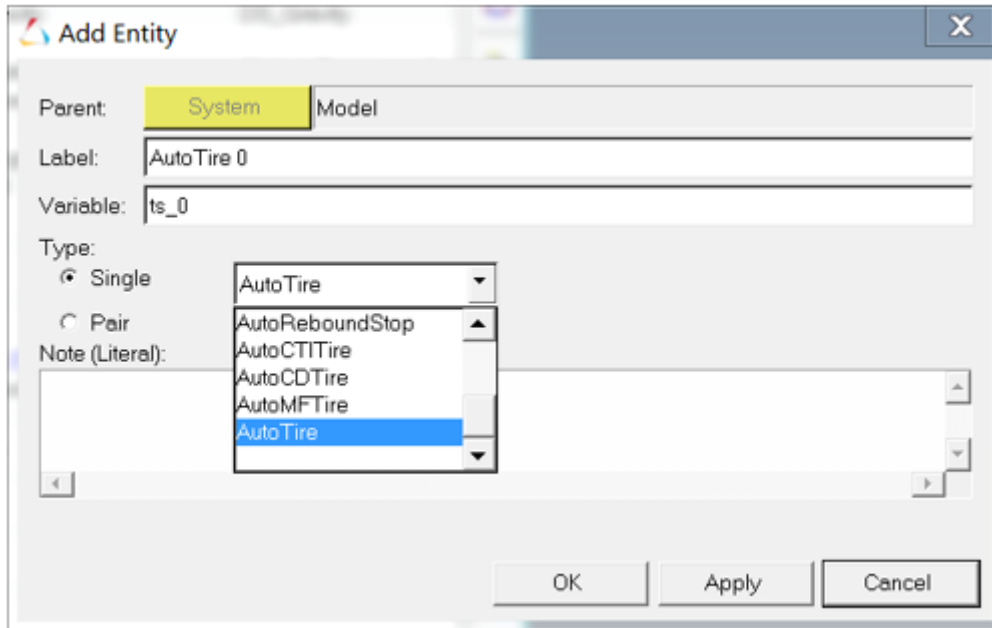 Add Entity
Parent: System Model
Label: AutoTire 0
Variable: ts_0
Type:
Single AutoTire
Pair AutoReboundStop
Note (Literal): AutoCTITire
AutoCDTire
AutoMFTire
AutoTire
OK Apply Cancel